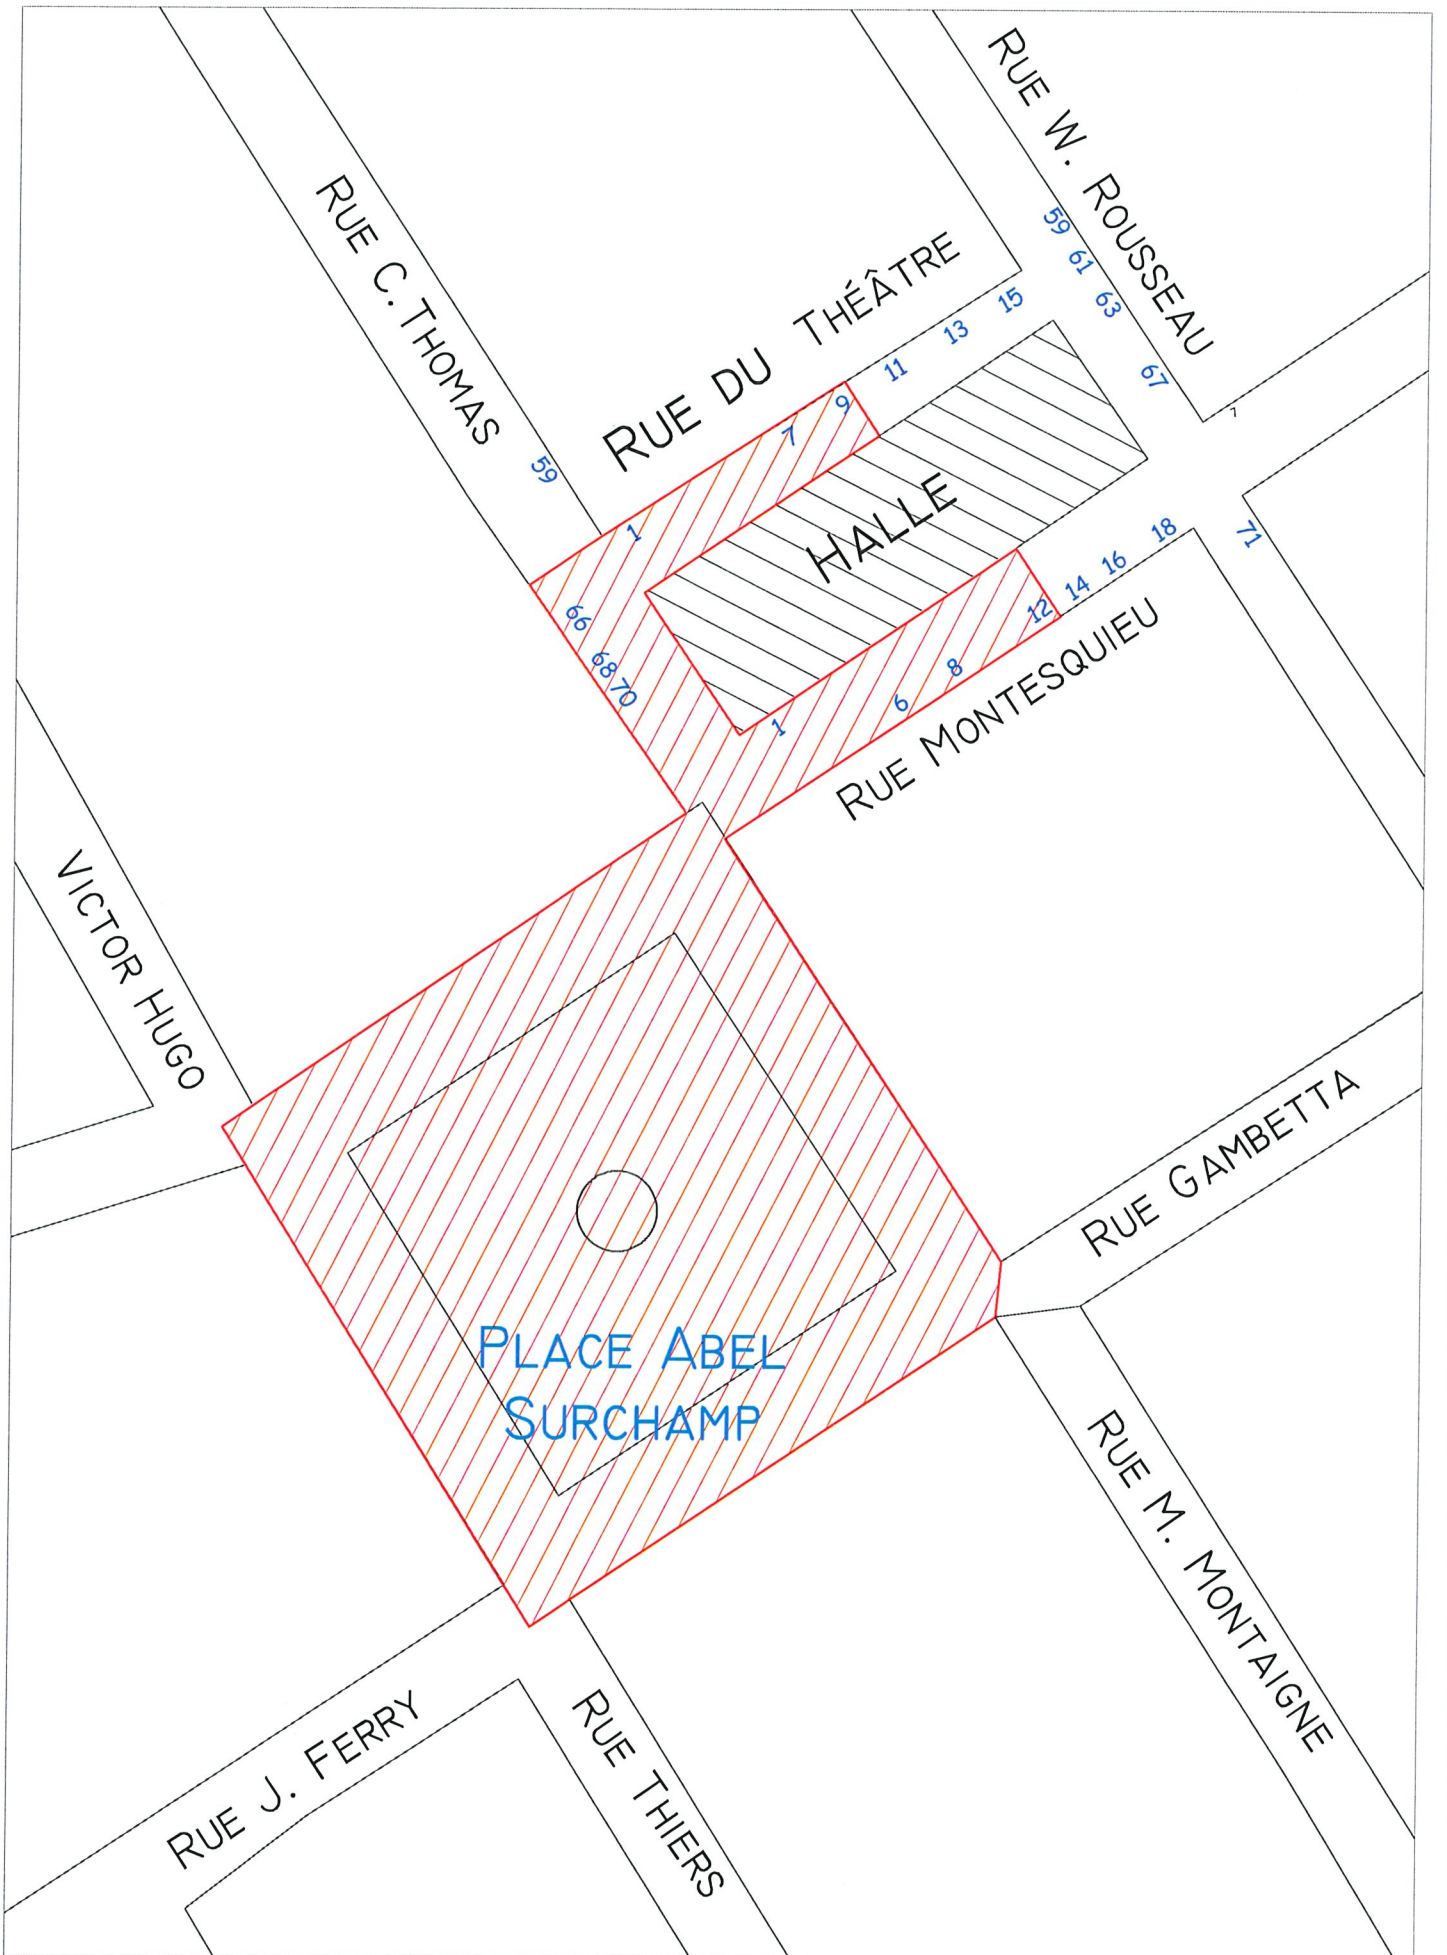 RUE W. ROUSSEAU
RUE C. THOMAS
RUE DU THÉÂTRE
59
61
63
67
15
13
11
9
7
1
59
7
HALLE
66
68
70
71
18
16
14
12
8
6
1
RUE MONTESQUIEU
VICTOR HUGO
RUE GAMBETTA
PLACE ABEL
SURCHAMP
RUE M. MONTAIGNE
RUE J. FERRY
RUE THIERS